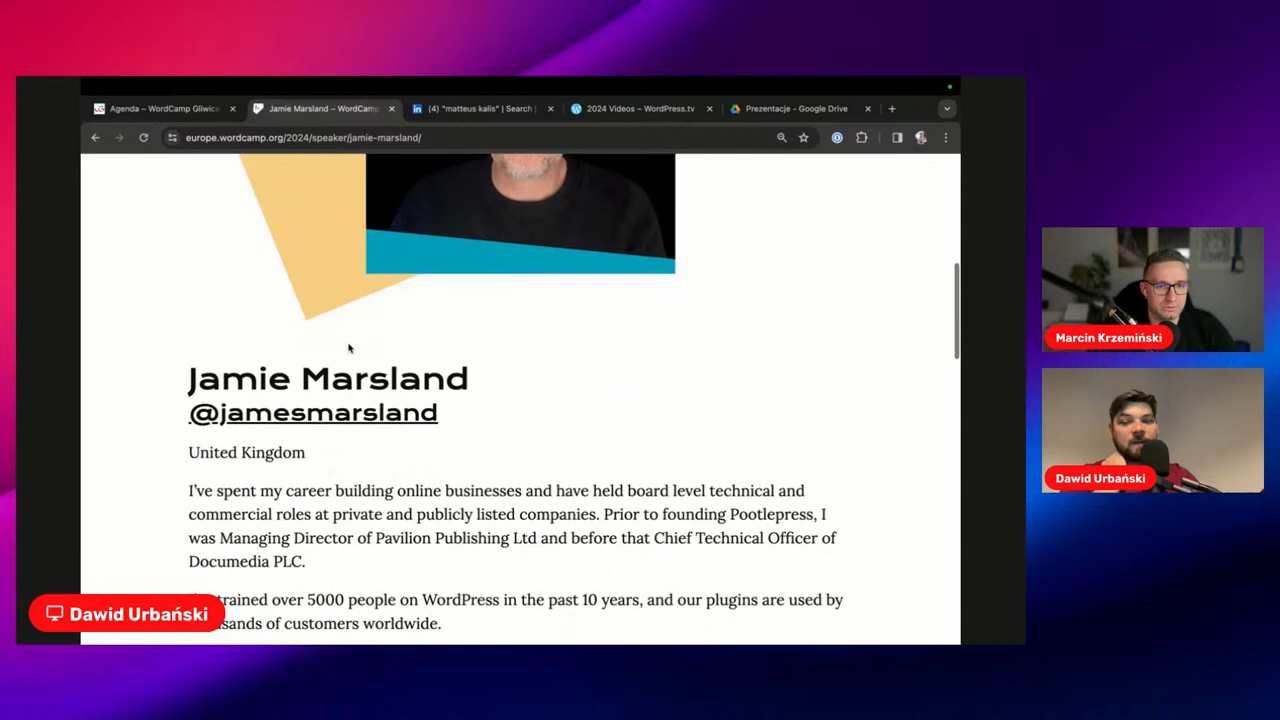 Agenda – WordCamp Gliwice
Jamie Marsland – WordCamp
(4) "matteus kalis" | Search |
2024 Videos – WordPress.tv
Prezentacje - Google Drive
europe.wordcamp.org/2024/speaker/jamie-marsland/
Jamie Marsland
@jamesmarsland
United Kingdom
I've spent my career building online businesses and have held board level technical and
commercial roles at private and publicly listed companies. Prior to founding Pootlepress, I
was Managing Director of Pavilion Publishing Ltd and before that Chief Technical Officer of
Documedia PLC.
trained over 5000 people on WordPress in the past 10 years, and our plugins are used by
of customers worldwide.
Dawid Urbański
Marcin Krzemiński
Dawid Urbański